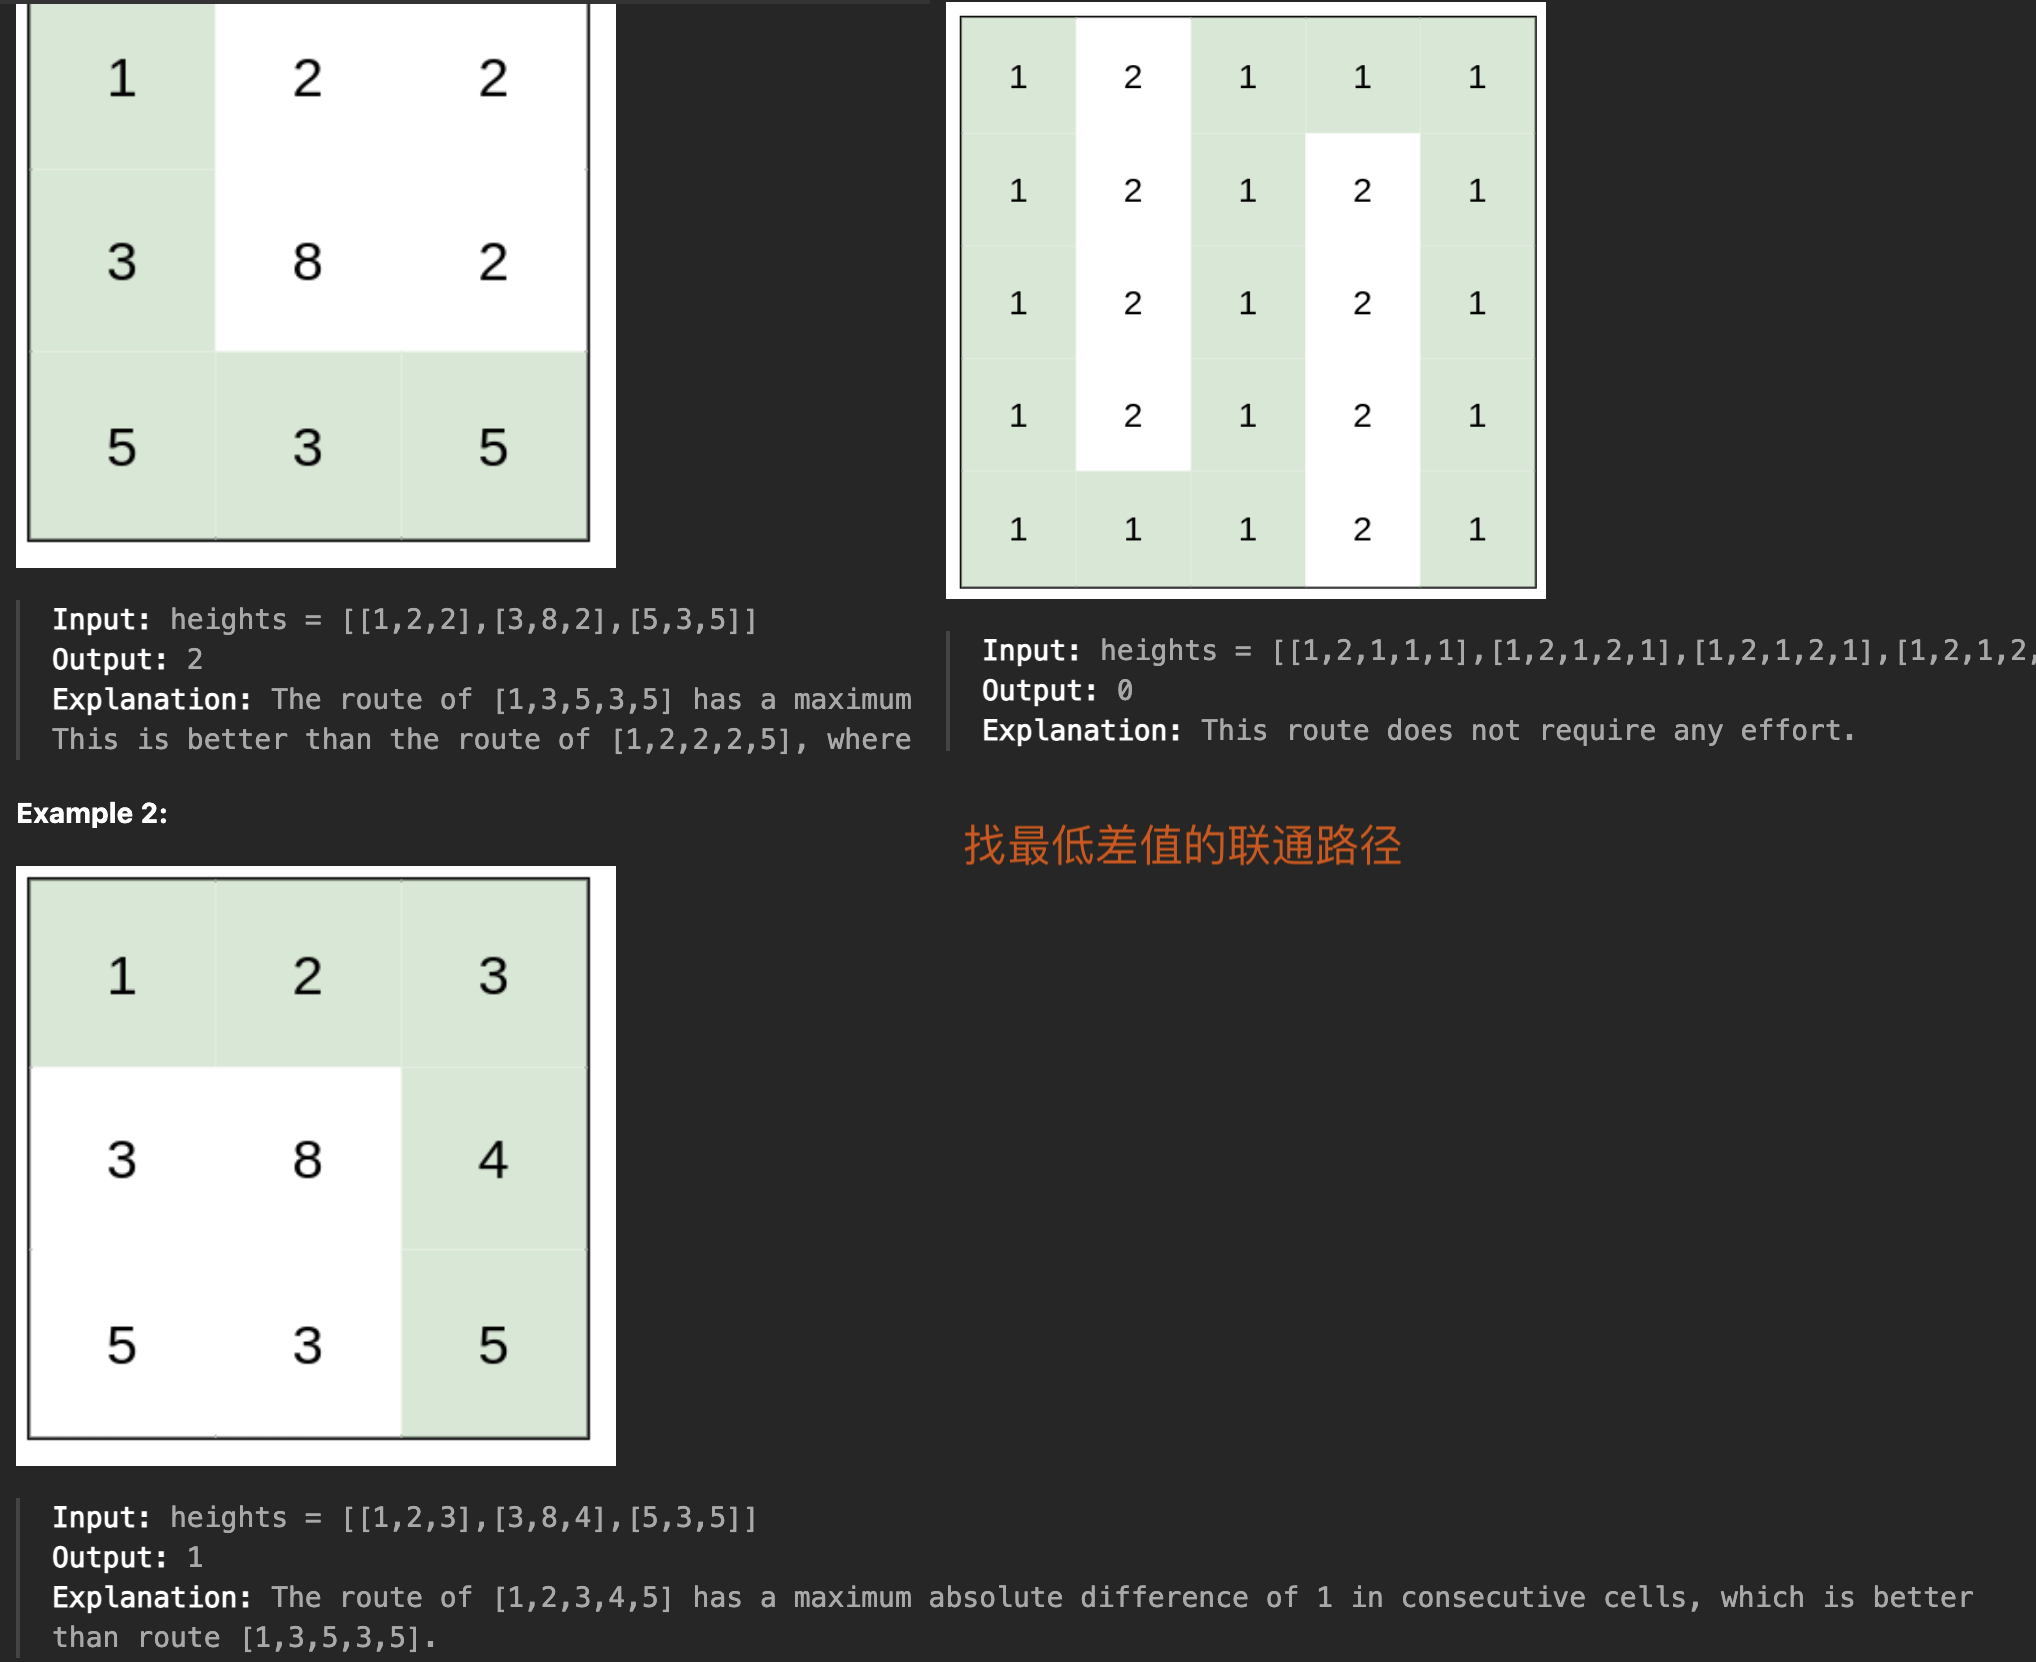 1 2 2
3 8 2
5 3 5
Input: heights = [[1,2,2],[3,8,2],[5,3,5]]
Output: 2
Explanation: The route of [1,3,5,3,5] has a maximum
This is better than the route of [1,2,2,2,5], where
Example 2:
1 2 3
3 8 4
5 3 5
Input: heights = [[1,2,3],[3,8,4],[5,3,5]]
Output: 1
Explanation: The route of [1,2,3,4,5] has a maximum absolute difference of 1 in consecutive cells, which is better
than route [1,3,5,3,5].
1 2 1 1 1
1 2 1 2 1
1 2 1 2 1
1 2 1 2 1
1 1 1 2 1
Input: heights = [[1,2,1,1,1],[1,2,1,2,1],[1,2,1,2,1],[1,2,1,2,
Output: 0
Explanation: This route does not require any effort.
找最低差值的联通路径